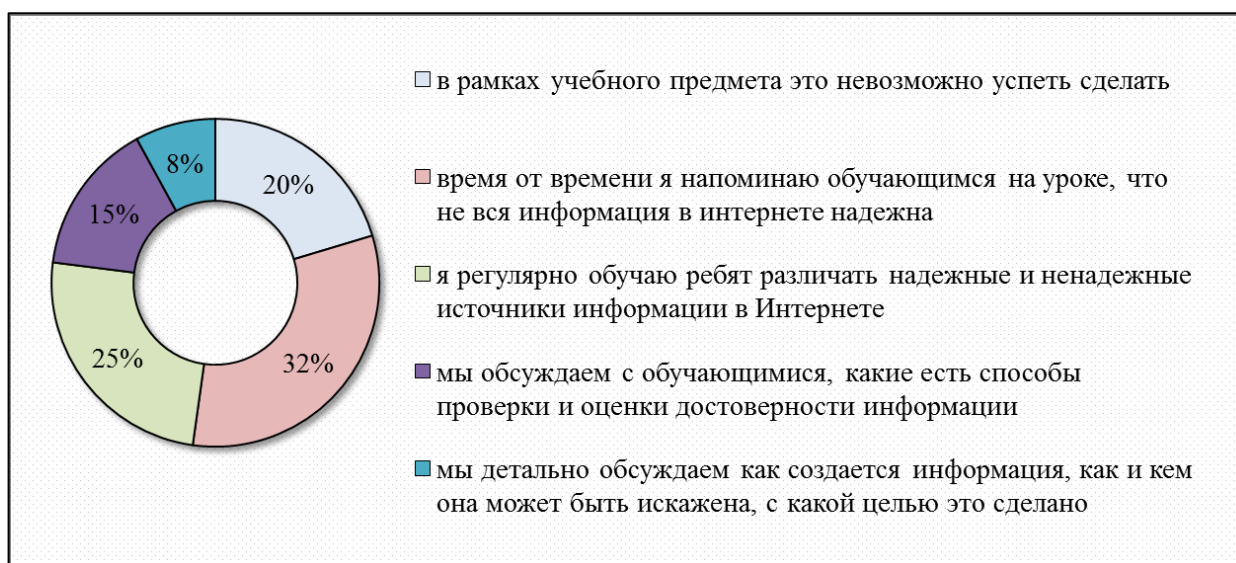 в рамках учебного предмета это невозможно успеть сделать
8%
20%
время от времени я напоминаю обучающимся на уроке, что
не вся информация в интернете надежна
15%
я регулярно обучаю ребят различать надежные и ненадежные
источники информации в Интернете
25%
32%
мы обсуждаем с обучающимися, какие есть способы
проверки и оценки достоверности информации
мы детально обсуждаем как создается информация, как и кем
она может быть искажена, с какой целью это сделано